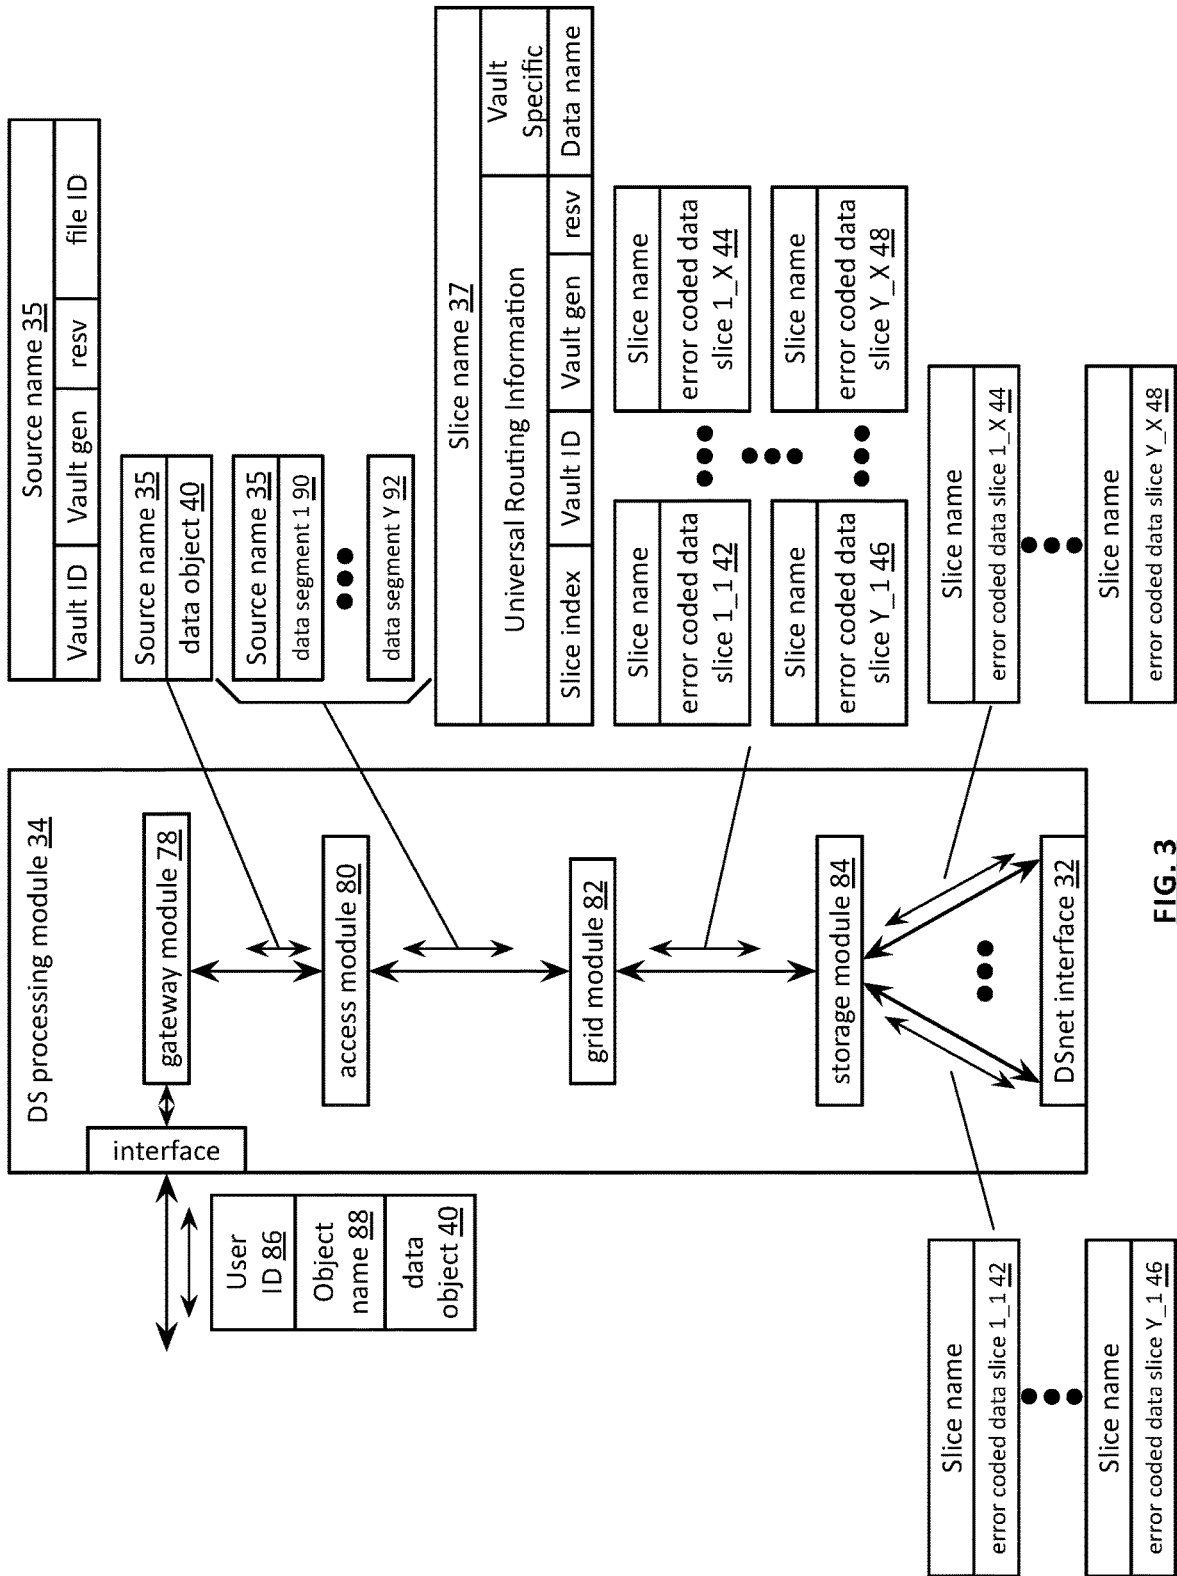 DS processing module 34
interface
gateway module 78
access module 80
grid module 82
storage module 84
DSnet interface 32
User
ID 86
Object
name 88
data
object 40
Source name 35
Vault ID
Vault gen
resv
file ID
Source name 35
data object 40
Source name 35
data segment 1 90
data segment Y 92
Slice name 37
Universal Routing Information
Vault
Specific
Slice index
Vault ID
Vault gen
resv
Data name
Slice name
error coded data
slice 1_1 42
Slice name
error coded data
slice 1_X 44
Slice name
error coded data
slice Y_1 46
Slice name
error coded data
slice Y_X 48
Slice name
error coded data slice 1_1 42
Slice name
error coded data slice Y_1 46
Slice name
error coded data slice 1_X 44
Slice name
error coded data slice Y_X 48
FIG. 3